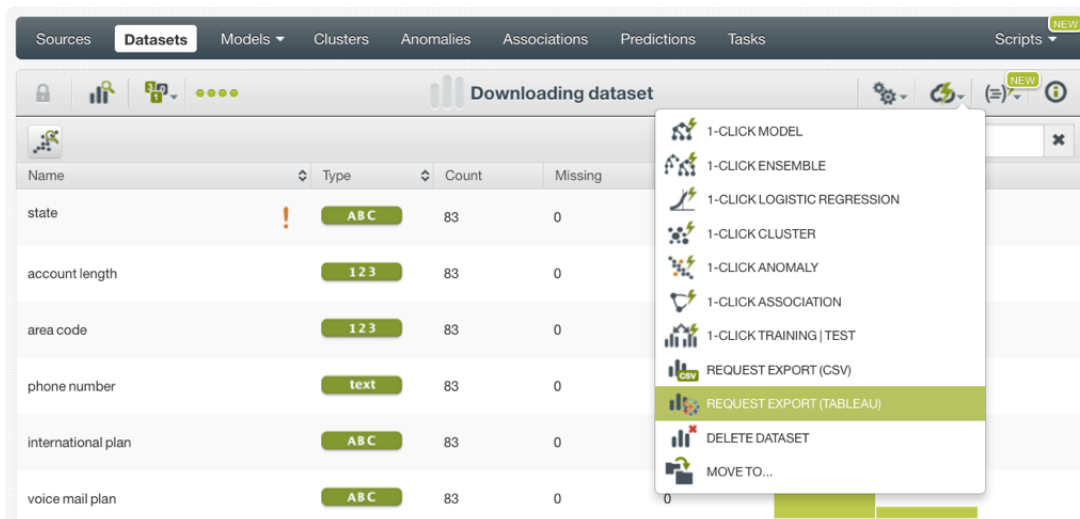 NEW
Sources Datasets Models Clusters Anomalies Associations Predictions Tasks Scripts
Downloading dataset NEW
Name Type Count Missing
state ! ABC 83 0
account length 123 83 0
area code 123 83 0
phone number text 83 0
international plan ABC 83 0
voice mail plan ABC 83 0 0
1-CLICK MODEL
1-CLICK ENSEMBLE
1-CLICK LOGISTIC REGRESSION
1-CLICK CLUSTER
1-CLICK ANOMALY
1-CLICK ASSOCIATION
1-CLICK TRAINING | TEST
CSV REQUEST EXPORT (CSV)
REQUEST EXPORT (TABLEAU)
DELETE DATASET
MOVE TO...